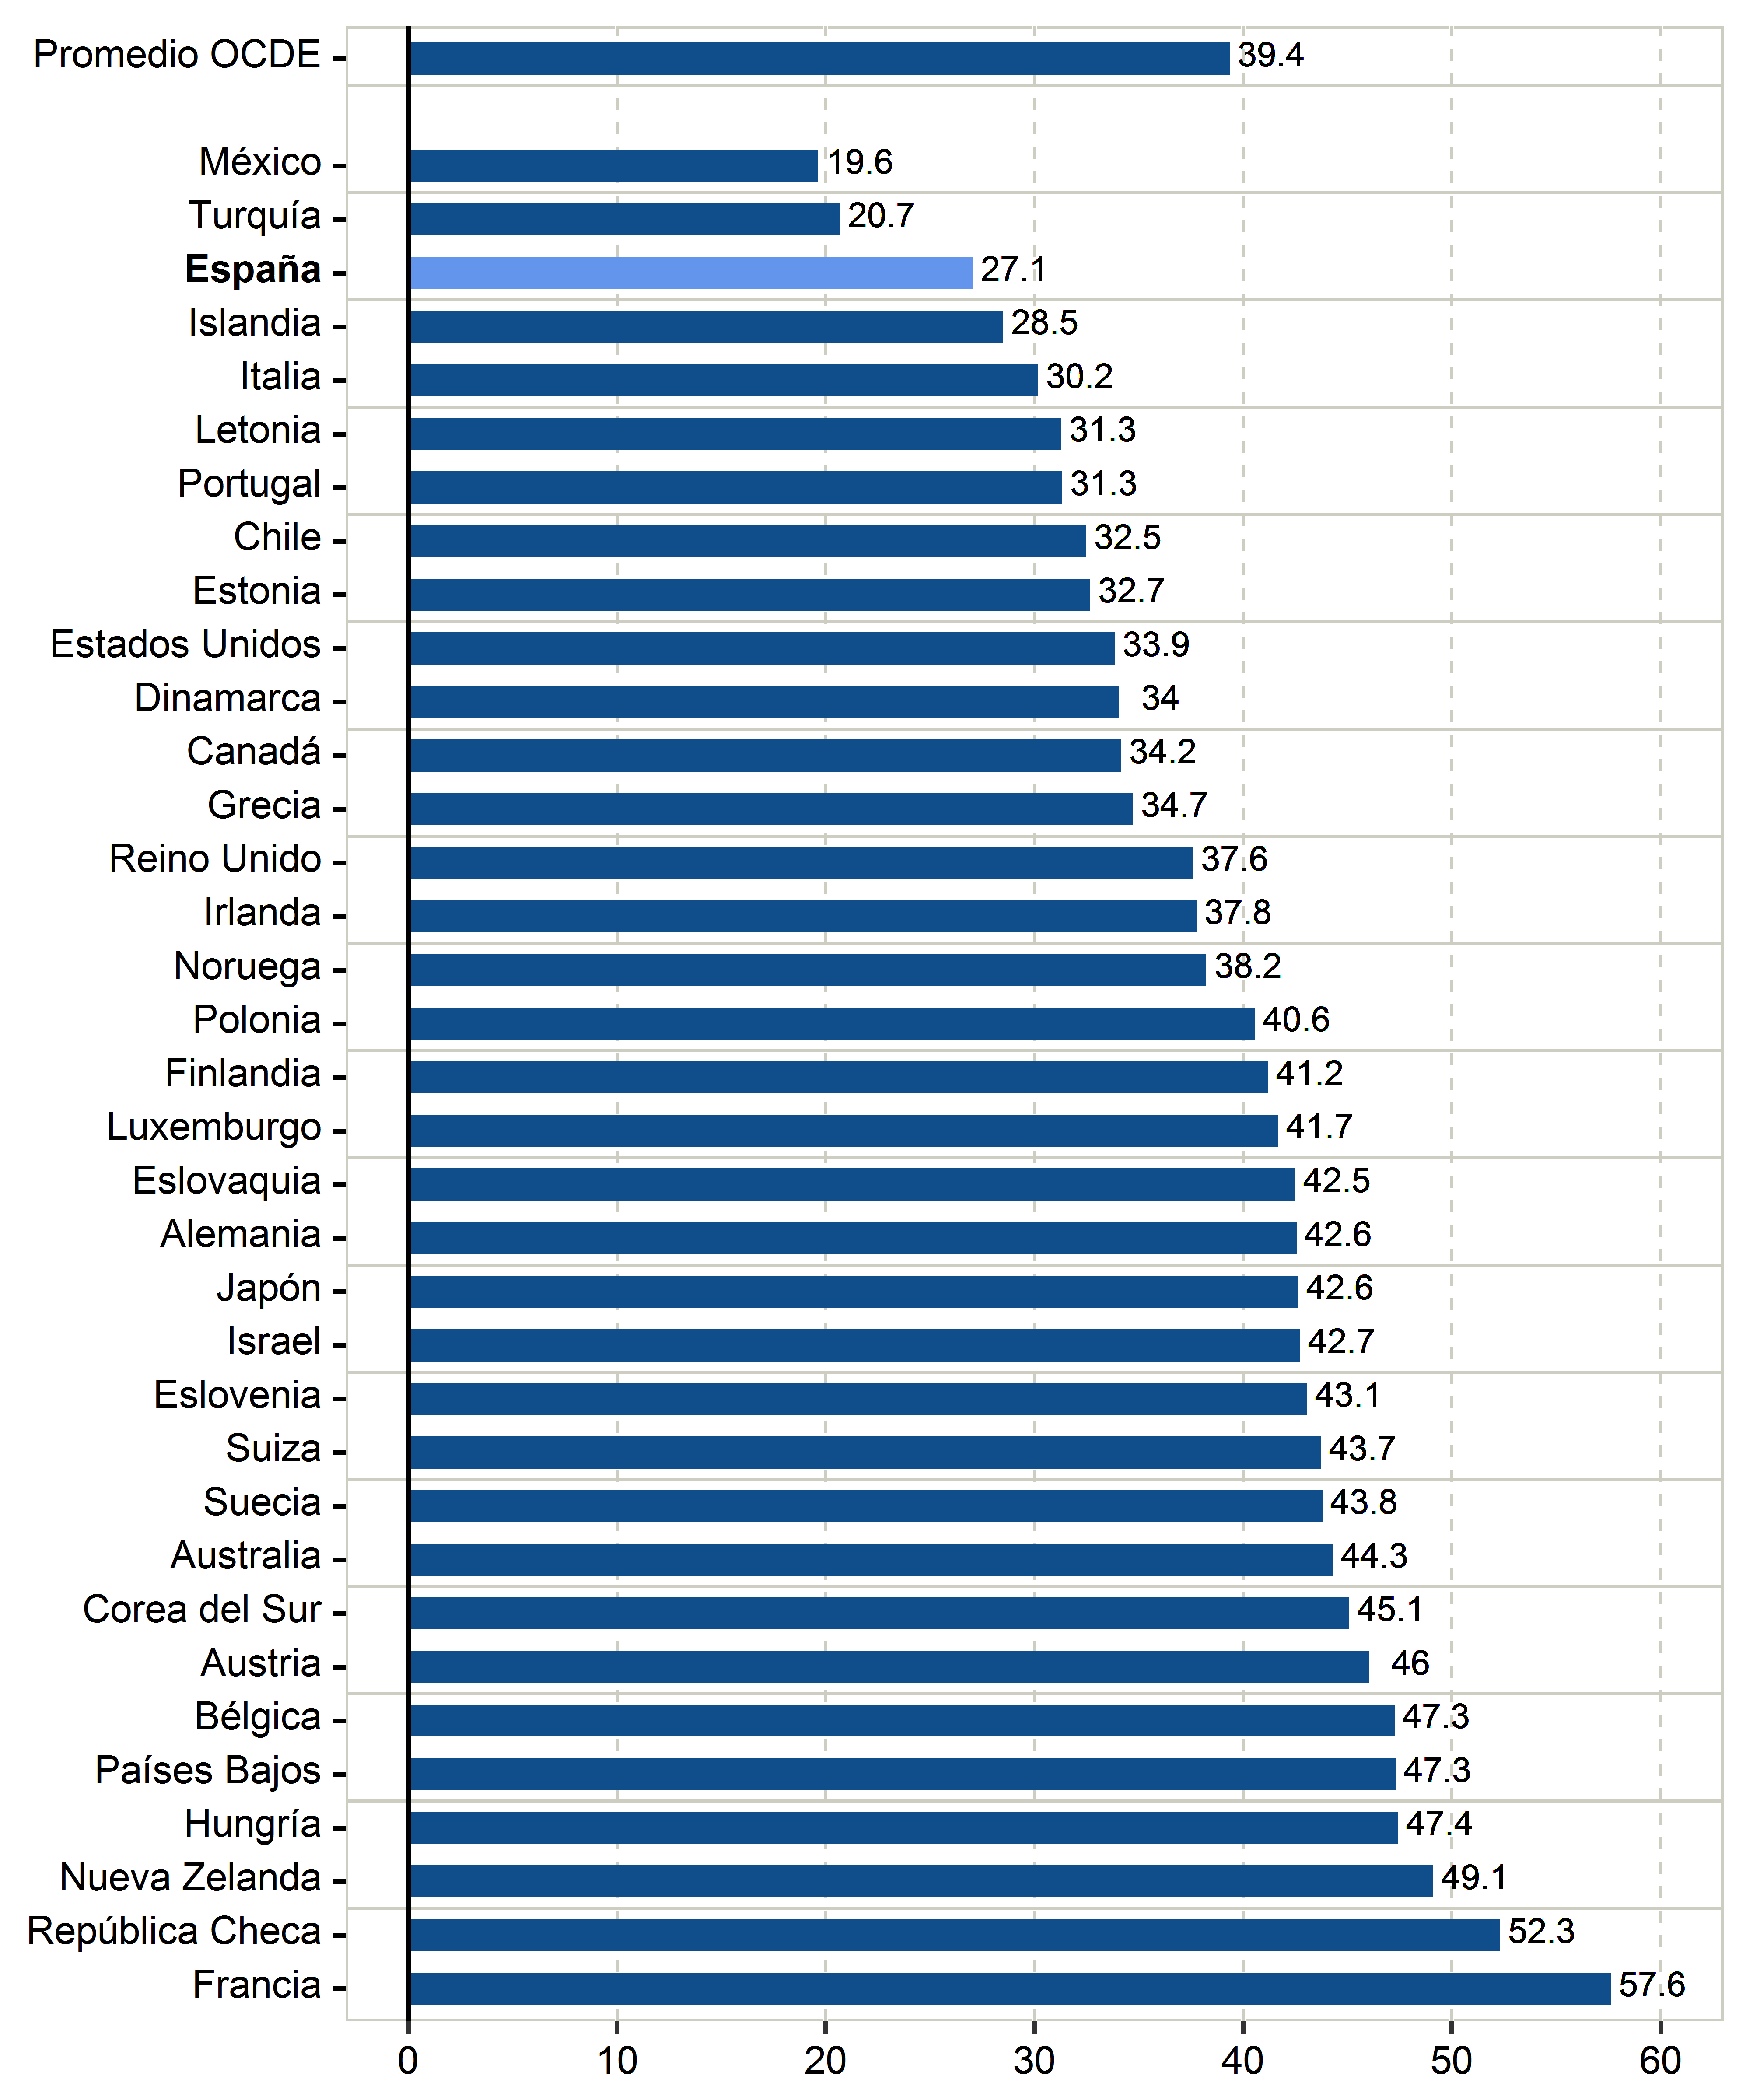 Promedio OCDE 39.4
México 19.6
Turquía 20.7
España 27.1
Islandia 28.5
Italia 30.2
Letonia 31.3
Portugal 31.3
Chile 32.5
Estonia 32.7
Estados Unidos 33.9
Dinamarca 34
Canadá 34.2
Grecia 34.7
Reino Unido 37.6
Irlanda 37.8
Noruega 38.2
Polonia 40.6
Finlandia 41.2
Luxemburgo 41.7
Eslovaquia 42.5
Alemania 42.6
Japón 42.6
Israel 42.7
Eslovenia 43.1
Suiza 43.7
Suecia 43.8
Australia 44.3
Corea del Sur 45.1
Austria 46
Bélgica 47.3
Países Bajos 47.3
Hungría 47.4
Nueva Zelanda 49.1
República Checa 52.3
Francia 57.6
0 10 20 30 40 50 60